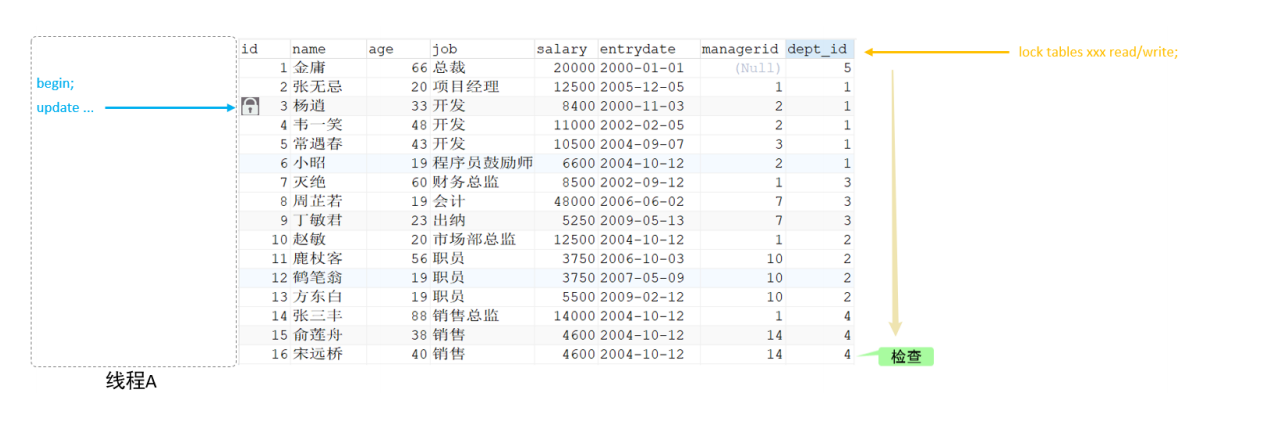 id name age job salary entrydate managerid dept_id
lock tables xxx read/write;
1 金庸 66 总裁 20000 2000-01-01 (Null) 5
begin;
2 张无忌 20 项目经理 12500 2005-12-05 1 1
update ...
3 杨逍 33 开发 8400 2000-11-03 2 1
4 韦一笑 48 开发 11000 2002-02-05 2 1
5 常遇春 43 开发 10500 2004-09-07 3 1
6 小昭 19 程序员鼓励师 6600 2004-10-12 2 1
7 灭绝 60 财务总监 8500 2002-09-12 1 3
8 周芷若 19 会计 48000 2006-06-02 7 3
9 丁敏君 23 出纳 5250 2009-05-13 7 3
10 赵敏 20 市场部总监 12500 2004-10-12 1 2
11 鹿杖客 56 职员 3750 2006-10-03 10 2
12 鹤笔翁 19 职员 3750 2007-05-09 10 2
13 方东白 19 职员 5500 2009-02-12 10 2
14 张三丰 88 销售总监 14000 2004-10-12 1 4
15 俞莲舟 38 销售 4600 2004-10-12 14 4
16 宋远桥 40 销售 4600 2004-10-12 14 4
检查
线程A